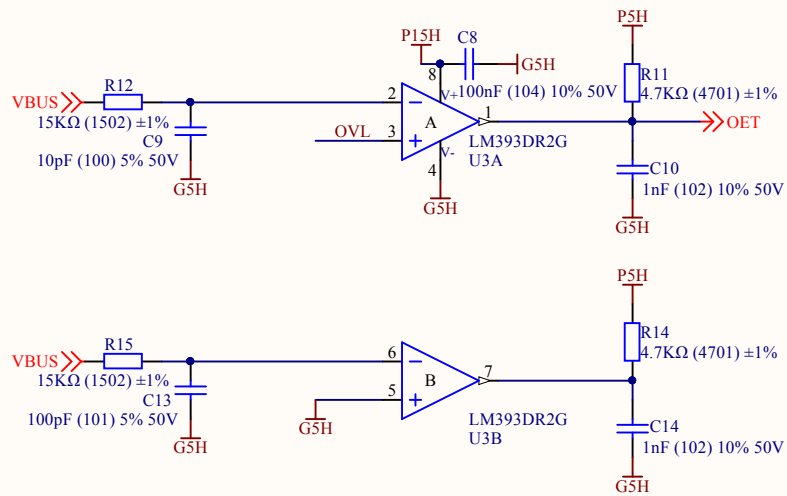 P5H
P15H
C8
R11
G5H
8
R12
V+
100nF (104) 10% 50V
4.7KΩ (4701) ±1%
VBUS
2
1
A
OET
15KΩ (1502) ±1%
OVL
3
LM393DR2G
C9
V-
U3A
10pF (100) 5% 50V
4
C10
1nF (102) 10% 50V
G5H
G5H
G5H
P5H
R14
R15
6
4.7KΩ (4701) ±1%
VBUS
7
B
15KΩ (1502) ±1%
5
C13
LM393DR2G
100pF (101) 5% 50V
G5H
U3B
C14
1nF (102) 10% 50V
G5H
G5H